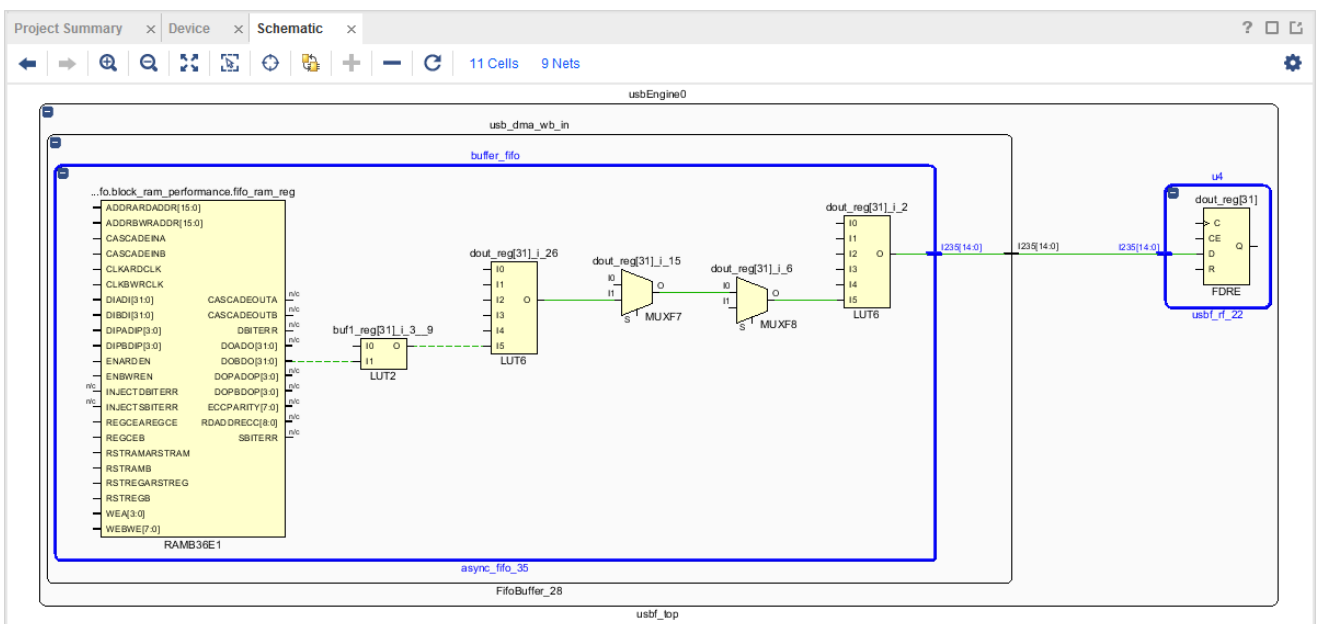 Project Summary × Device × Schematic × ?
11 Cells 9 Nets
usbEngine0
usb_dma_wb_in
buffer_fifo
...fo.block_ram_performance.fifo_ram_reg
ADDRARDADDR[15:0]
ADDRBWRADDR[15:0]
CASCADEINA
CASCADEINB
CLKARDCLK
CLKBWRCLK
DIADI[31:0]
DIBDI[31:0]
DIPADIP[3:0]
DIPBDIP[3:0]
ENARDEN
ENBWREN
n/c INJECTDBITERR
n/c INJECTSBITERR
REGCEAREGCE
REGCEB
RSTRAMARSTRAM
RSTRAMB
RSTREGARSTREG
RSTREGB
WEA[3:0]
WEBWE[7:0]
CASCADEOUTA n/c
CASCADEOUTB n/c
DBITERR n/c
DOADO[31:0] n/c
DOBDO[31:0]
DOPADOP[3:0] n/c
DOPBDOP[3:0] n/c
ECCPARITY[7:0] n/c
RDADDRECC[8:0] n/c
SBITERR n/c
RAMB36E1
buf1_reg[31]_i_3__9
I0 O
I1
LUT2
dout_reg[31]_i_26
I0
I1
I2 O
I3
I4
I5
LUT6
dout_reg[31]_i_15
I0
I1 O
S MUXF7
dout_reg[31]_i_6
I0
I1 O
S MUXF8
dout_reg[31]_i_2
I0
I1
I2 O
I3
I4
I5
LUT6
I235[14:0]
I235[14:0]
I235[14:0]
u4
dout_reg[31]
C
CE
D
R
Q
FDRE
usbf_rf_22
async_fifo_35
FifoBuffer_28
usbf_top